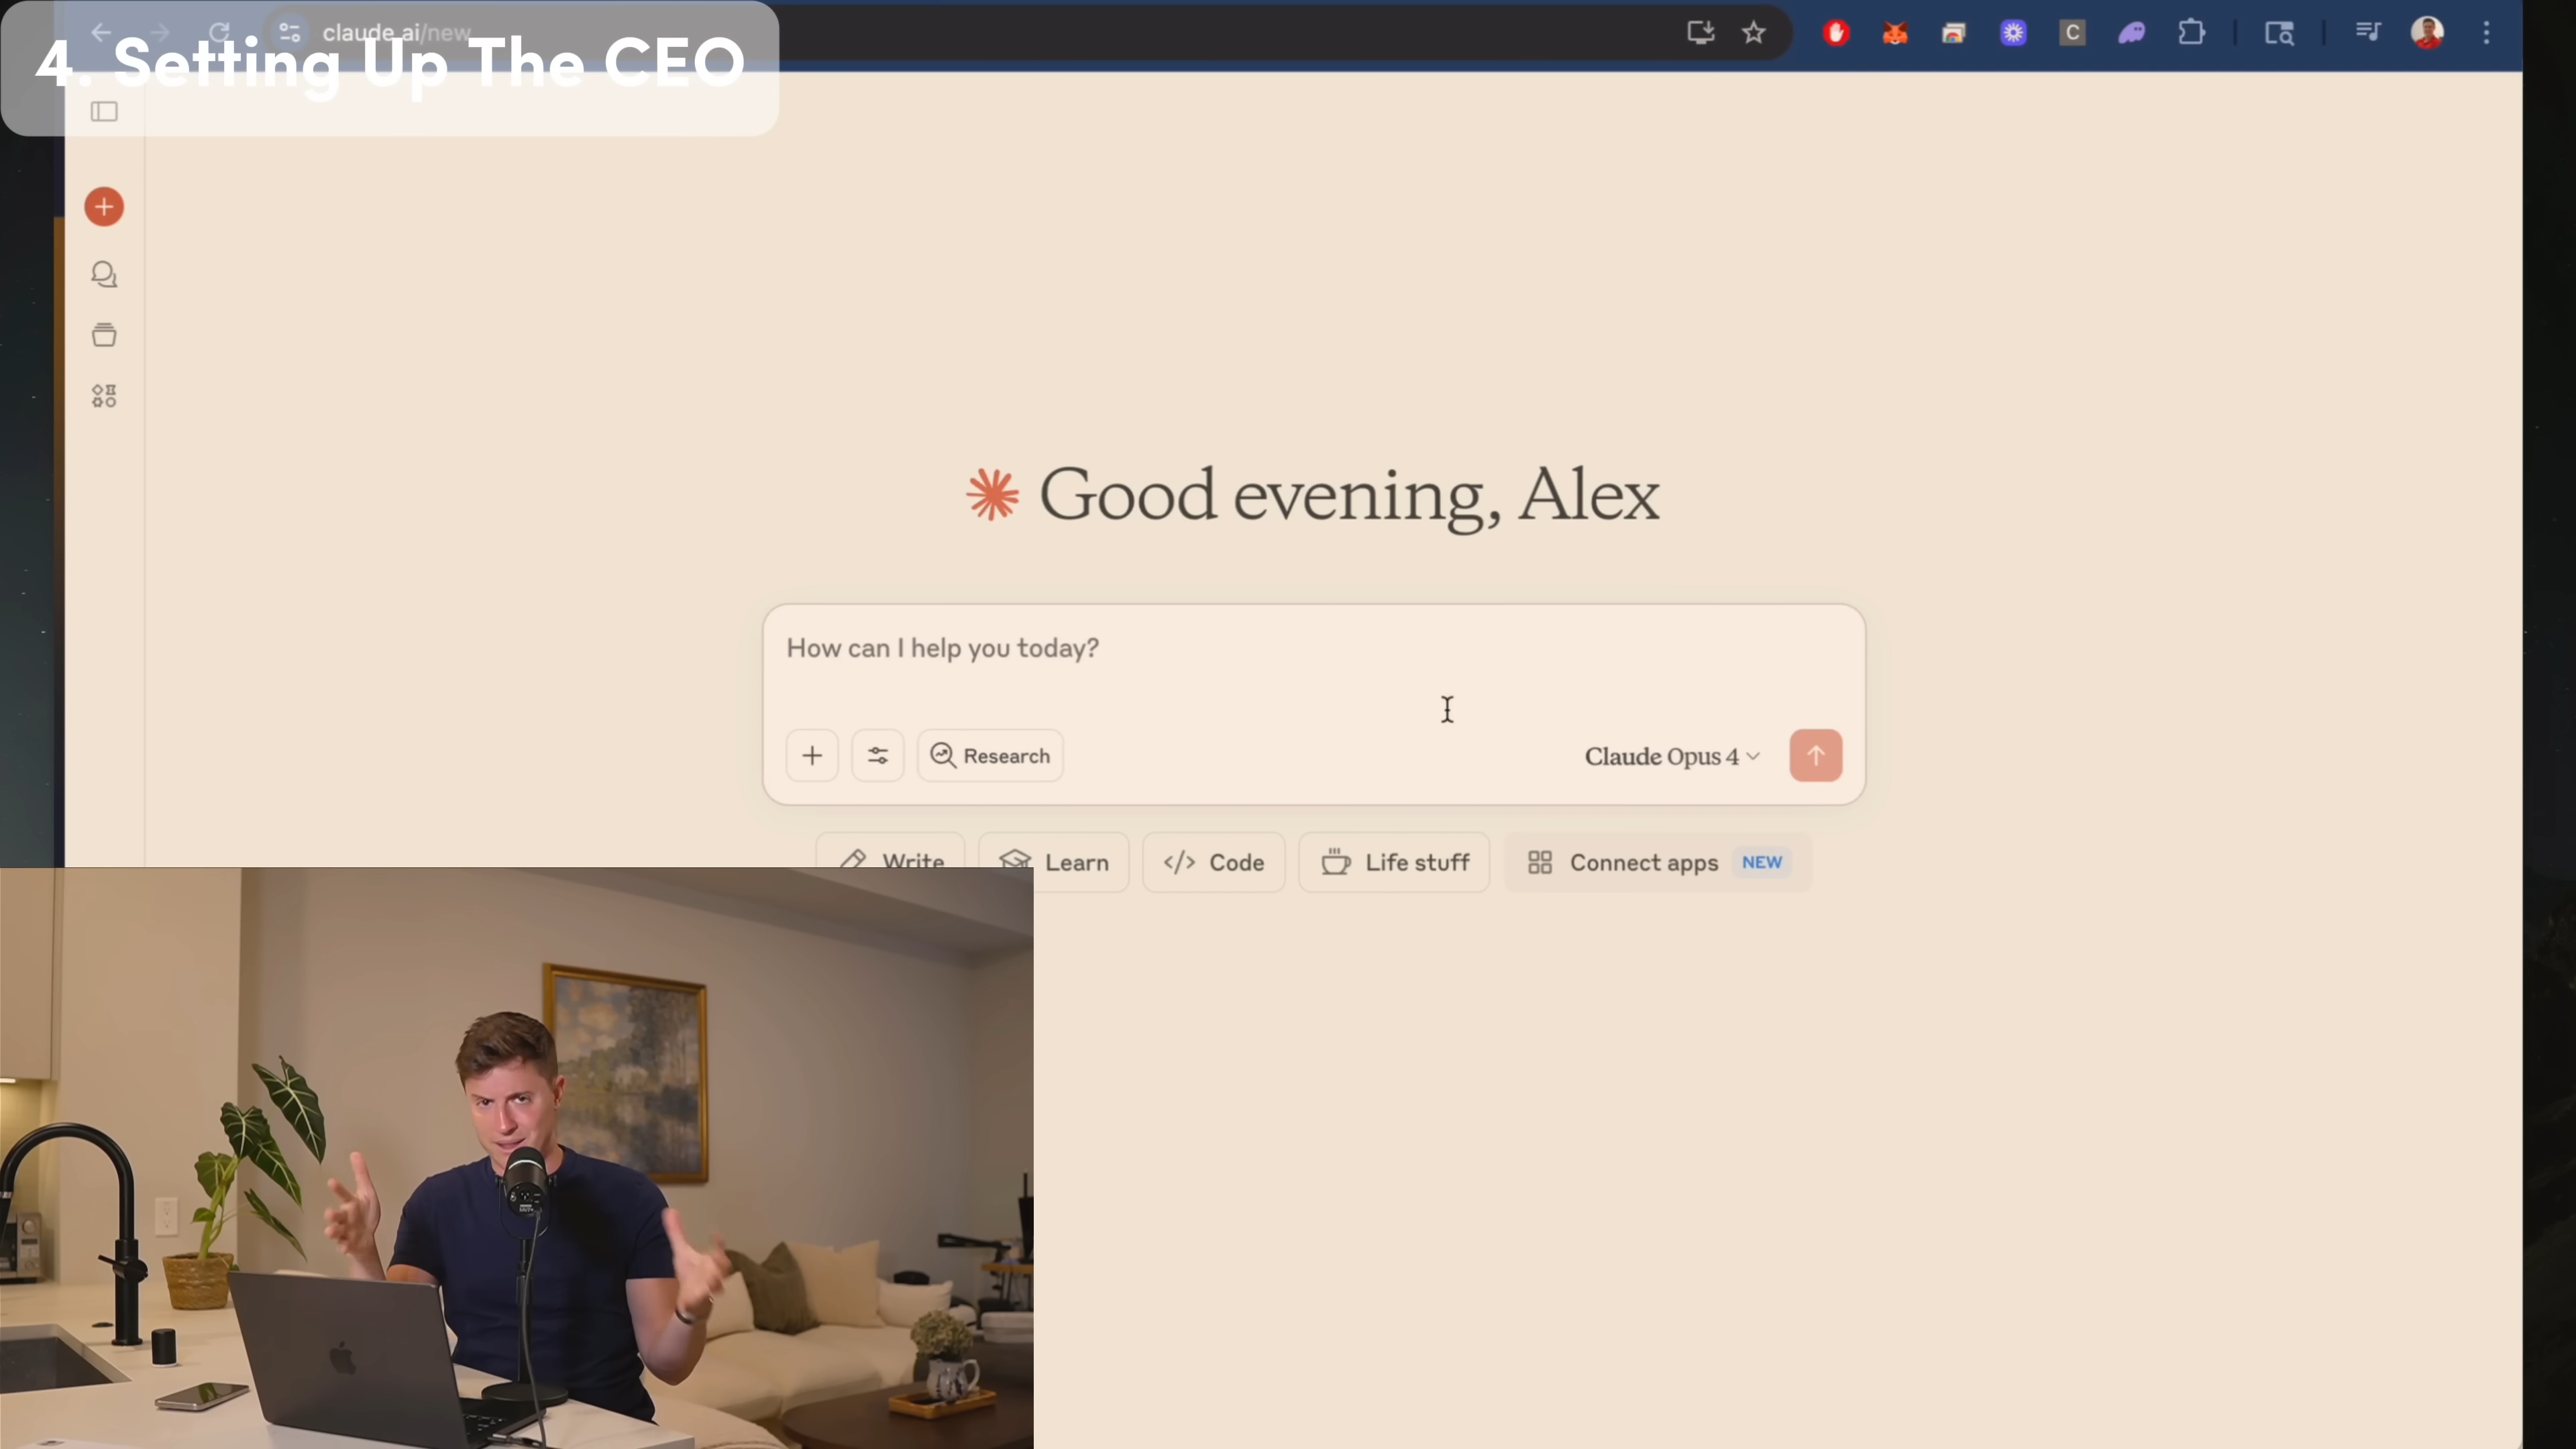 claude.ai/new
4. Setting Up The CEO
C
Good evening, Alex
How can I help you today?
Research
Claude Opus 4
Write
Learn
Code
Life stuff
Connect apps
NEW